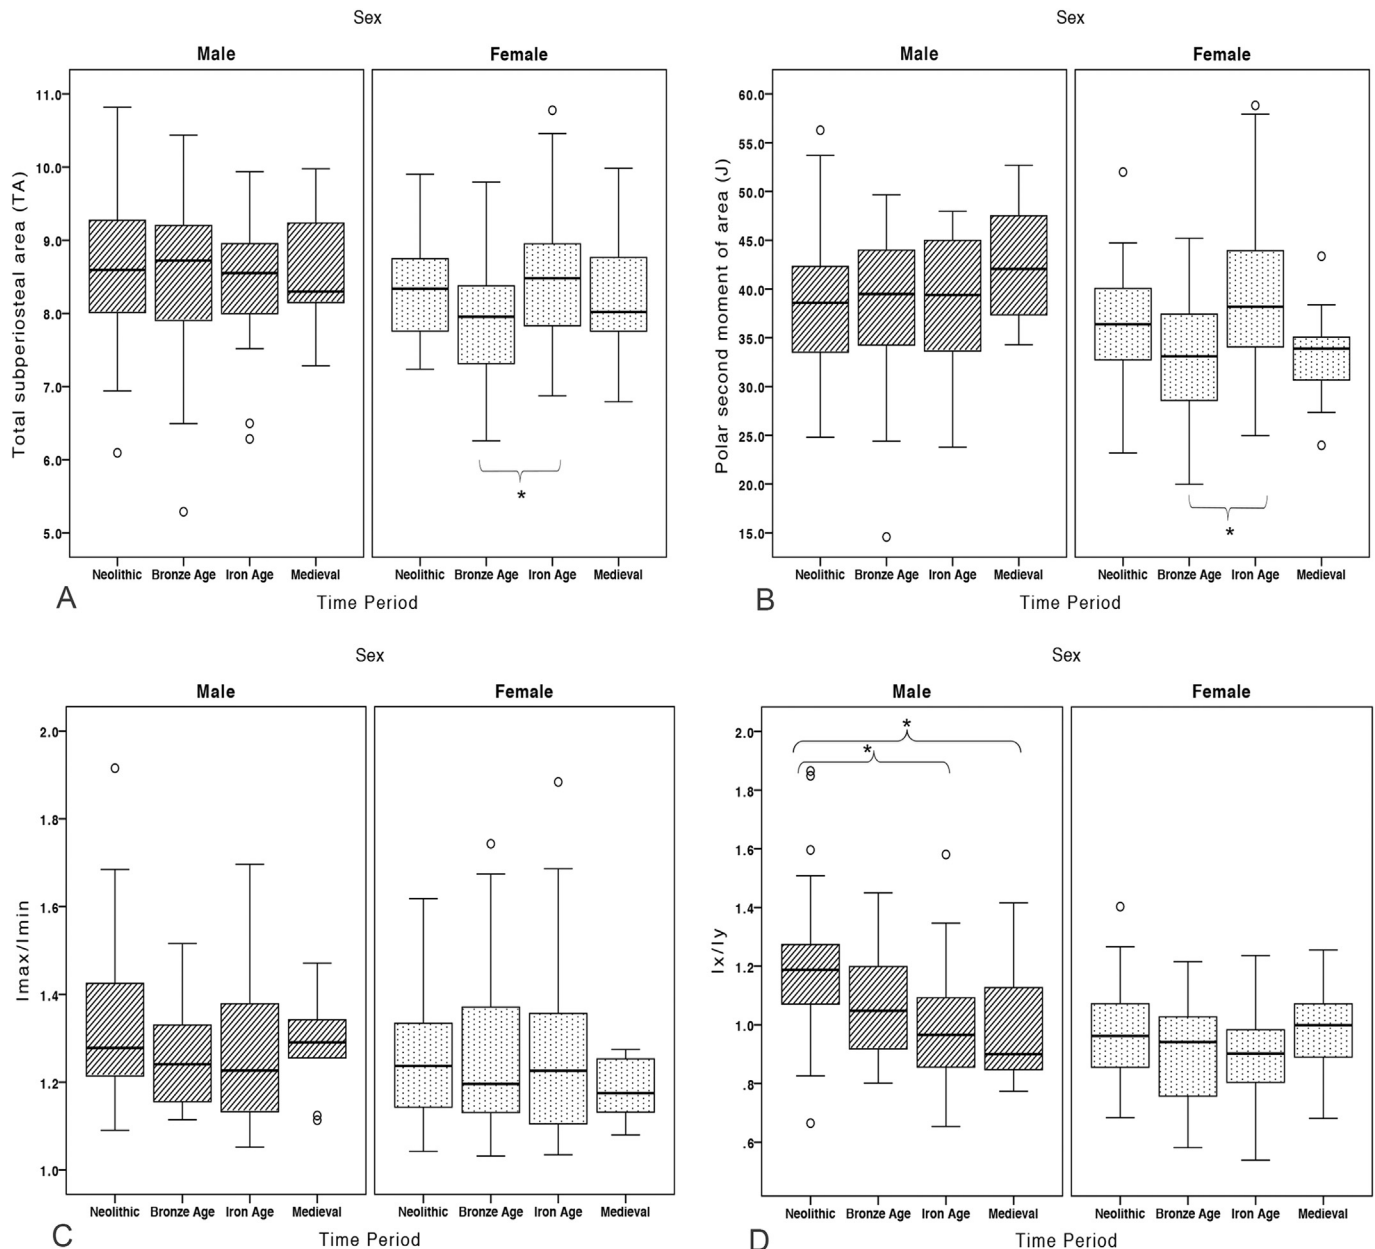 Sex
Male Female
Total subperiosteal area (TA)
11.0
10.0
9.0
8.0
7.0
6.0
5.0
*
Neolithic Bronze Age Iron Age Medieval Neolithic Bronze Age Iron Age Medieval
Time Period
A
Sex
Male Female
Polar second moment of area (J)
60.0
55.0
50.0
45.0
40.0
35.0
30.0
25.0
20.0
15.0
*
Neolithic Bronze Age Iron Age Medieval Neolithic Bronze Age Iron Age Medieval
Time Period
B
Sex
Male Female
Imax/Imin
2.0
1.8
1.6
1.4
1.2
1.0
Neolithic Bronze Age Iron Age Medieval Neolithic Bronze Age Iron Age Medieval
Time Period
C
Sex
Male Female
Ix/Iy
2.0
1.8
1.6
1.4
1.2
1.0
.8
.6
*
*
Neolithic Bronze Age Iron Age Medieval Neolithic Bronze Age Iron Age Medieval
Time Period
D